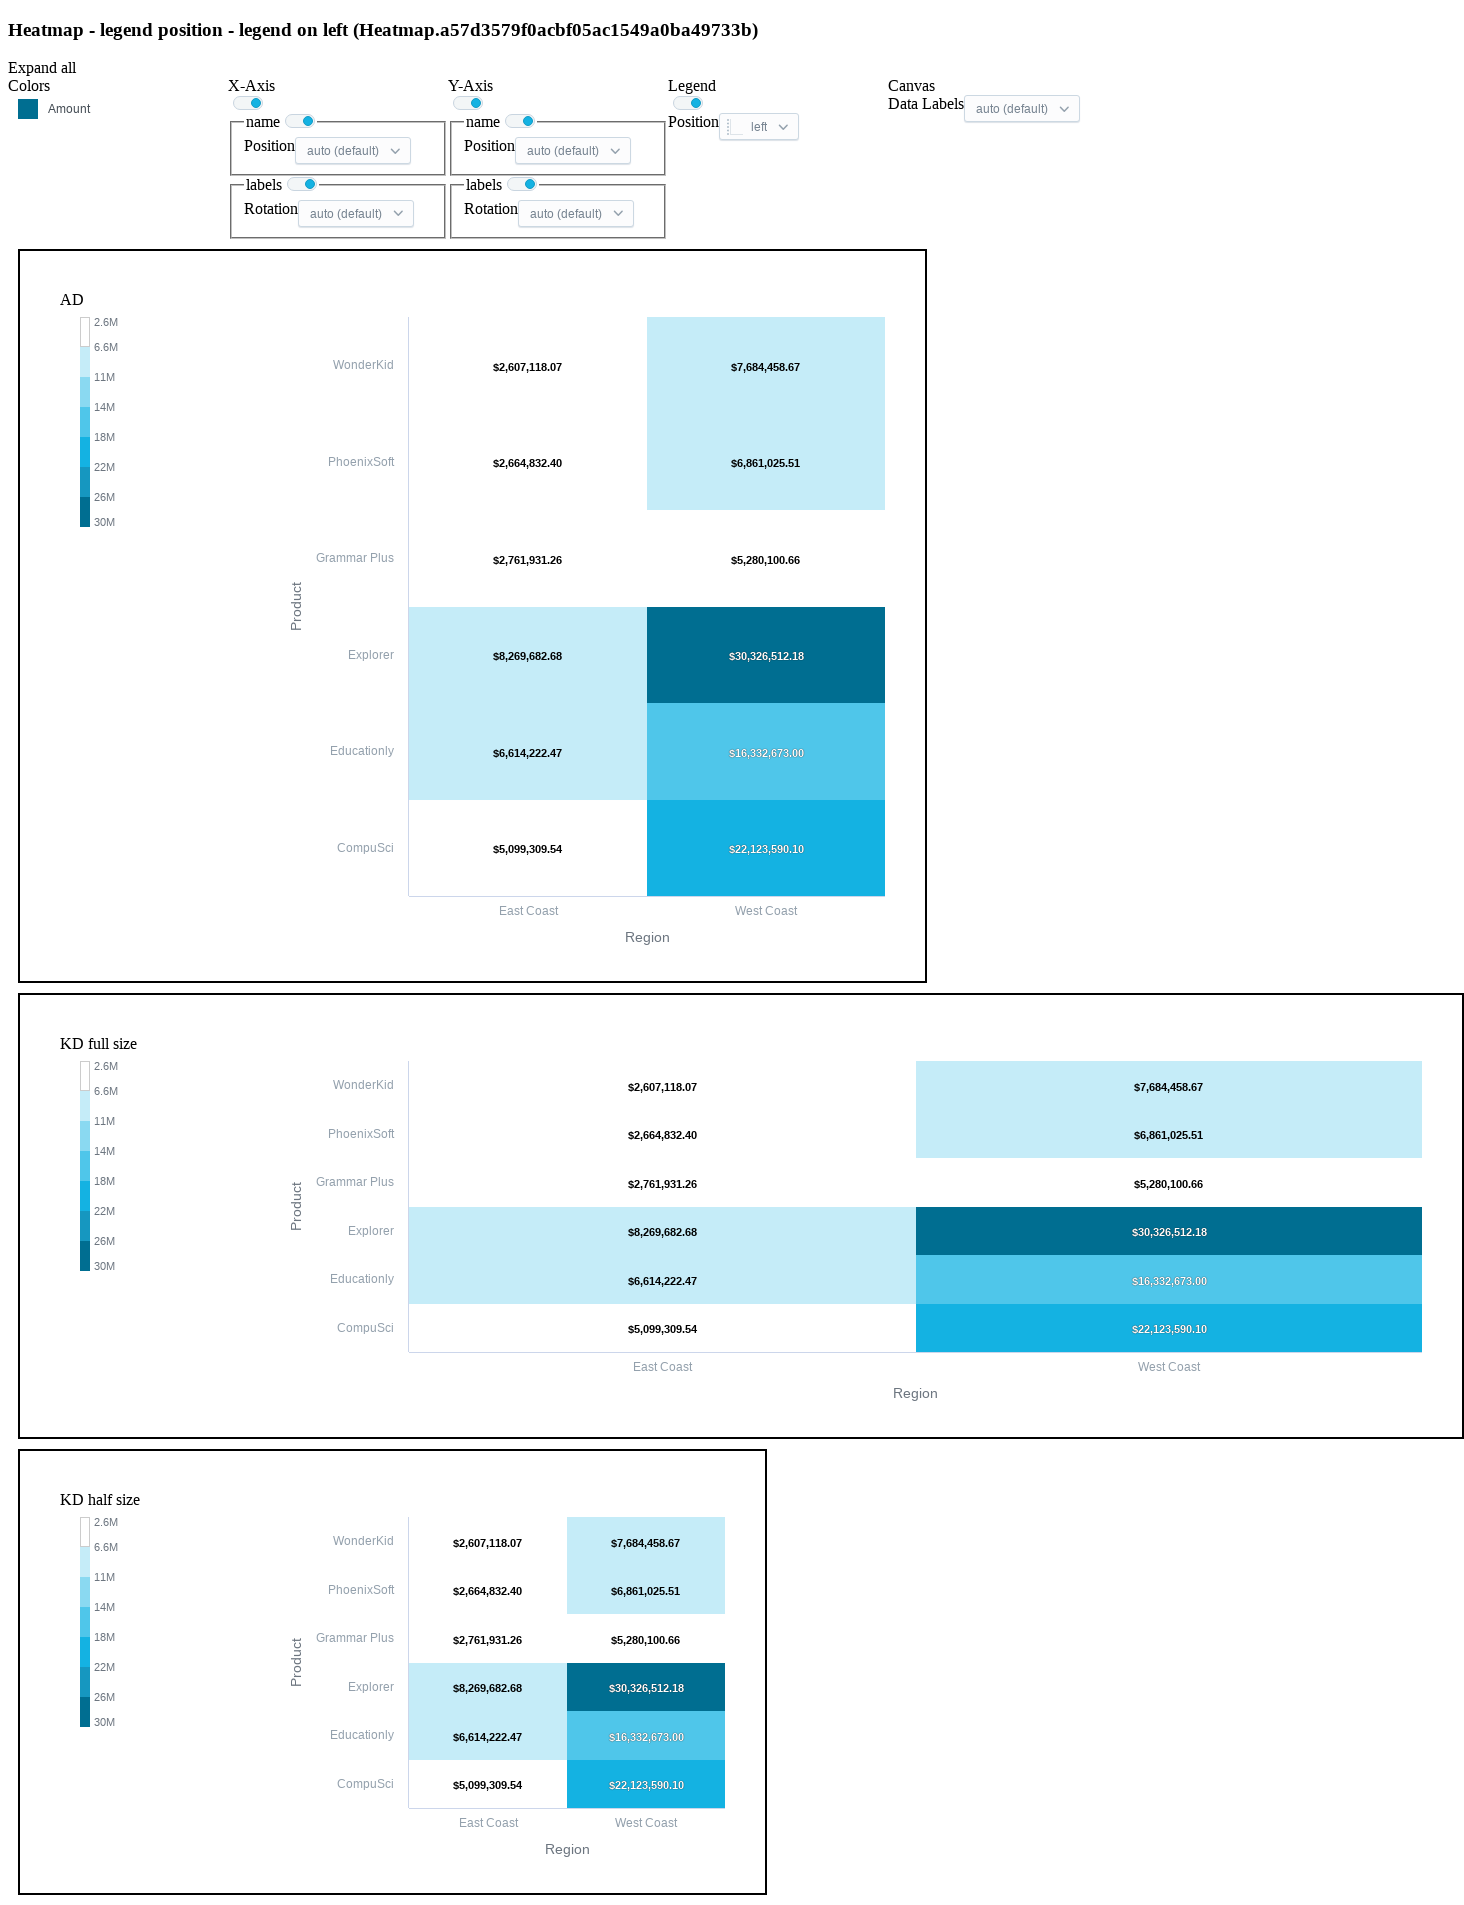 Heatmap - legend position - legend on left (Heatmap.a57d3579f0acbf05ac1549a0ba49733b)
Expand all
Colors
Amount
X-Axis
name
Position auto (default)
labels
Rotation auto (default)
Y-Axis
name
Position auto (default)
labels
Rotation auto (default)
Legend
Position left
Canvas
Data Labels auto (default)
AD
2.6M
6.6M
11M
14M
18M
22M
26M
30M
Product
WonderKid $2,607,118.07 $7,684,458.67
PhoenixSoft $2,664,832.40 $6,861,025.51
Grammar Plus $2,761,931.26 $5,280,100.66
Explorer $8,269,682.68 $30,326,512.18
Educationly $6,614,222.47 $16,332,673.00
CompuSci $5,099,309.54 $22,123,590.10
East Coast West Coast
Region
KD full size
2.6M
6.6M
11M
14M
18M
22M
26M
30M
Product
WonderKid $2,607,118.07 $7,684,458.67
PhoenixSoft $2,664,832.40 $6,861,025.51
Grammar Plus $2,761,931.26 $5,280,100.66
Explorer $8,269,682.68 $30,326,512.18
Educationly $6,614,222.47 $16,332,673.00
CompuSci $5,099,309.54 $22,123,590.10
East Coast West Coast
Region
KD half size
2.6M
6.6M
11M
14M
18M
22M
26M
30M
Product
WonderKid $2,607,118.07 $7,684,458.67
PhoenixSoft $2,664,832.40 $6,861,025.51
Grammar Plus $2,761,931.26 $5,280,100.66
Explorer $8,269,682.68 $30,326,512.18
Educationly $6,614,222.47 $16,332,673.00
CompuSci $5,099,309.54 $22,123,590.10
East Coast West Coast
Region